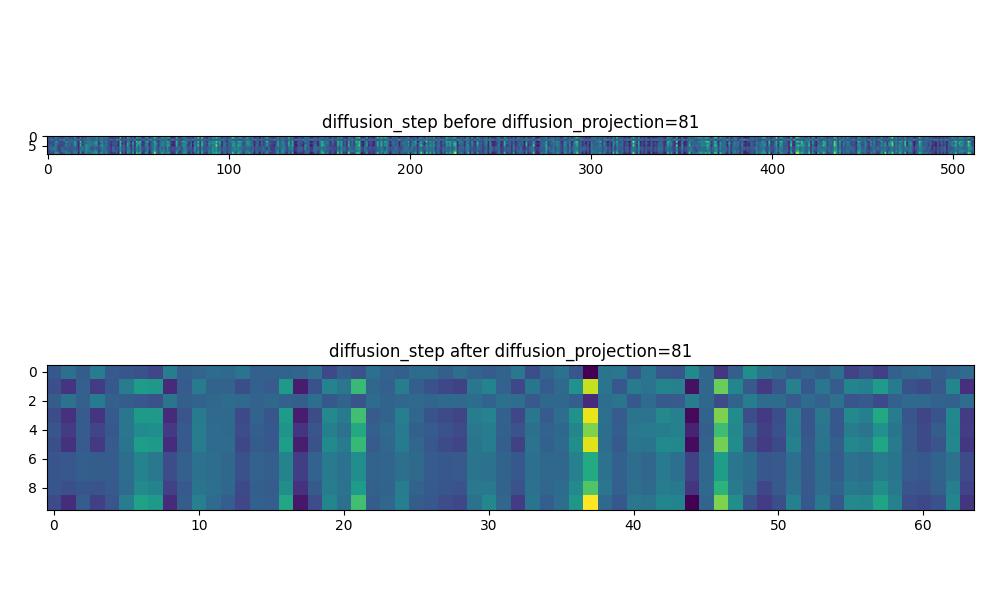 diffusion_step before diffusion_projection=81
0
5
0 100 200 300 400 500
diffusion_step after diffusion_projection=81
0
2
4
6
8
0 10 20 30 40 50 60